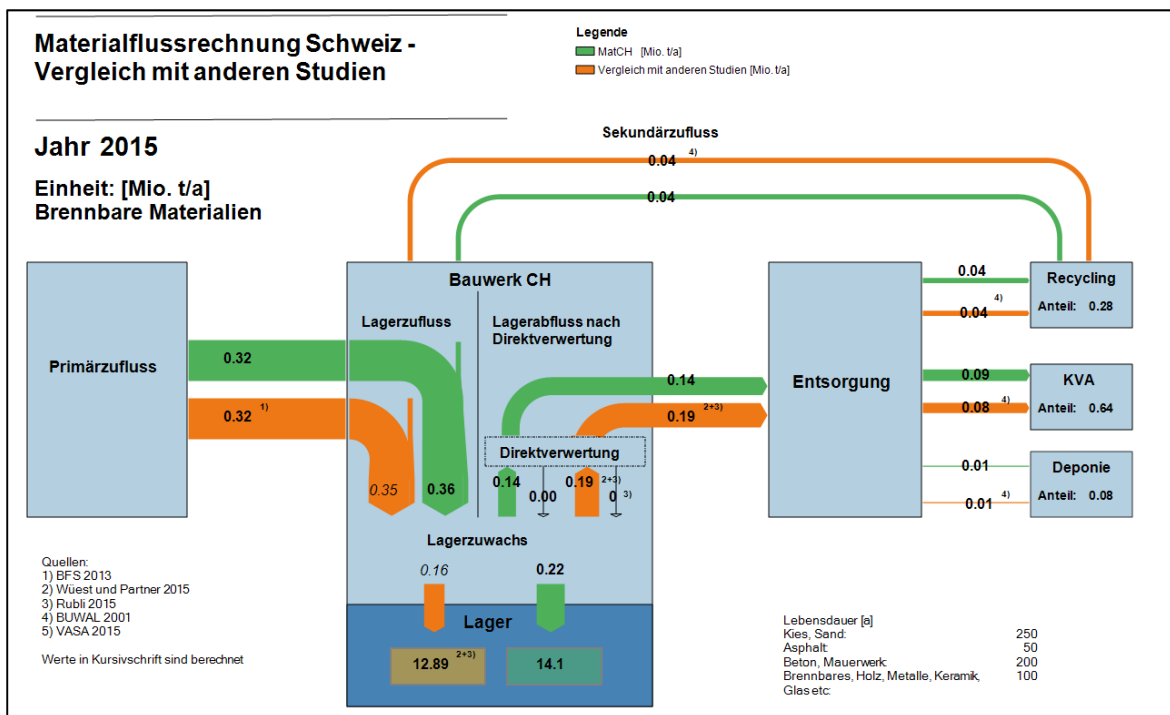 Materialflussrechnung Schweiz -
Vergleich mit anderen Studien
Legende
MatCH [Mio. t/a]
Vergleich mit anderen Studien [Mio. t/a]
Jahr 2015
Einheit: [Mio. t/a]
Brennbare Materialien
Sekundärzufluss
0.04 4)
0.04
Primärzufluss
Bauwerk CH
Lagerzufluss
Lagerabfluss nach
Direktverwertung
0.32
0.32 1)
0.35
0.36
0.14
0.19 2+3)
Direktverwertung
0.14
0.00
0.19 2+3)
0 3)
Lagerzuwachs
0.16
0.22
Lager
12.89 2+3)
14.1
Entsorgung
0.04
0.04 4)
Recycling
Anteil: 0.28
0.09
0.08 4)
KVA
Anteil: 0.64
0.01
0.01 4)
Deponie
Anteil: 0.08
Quellen:
1) BFS 2013
2) Wüest und Partner 2015
3) Rubli 2015
4) BUWAL 2001
5) VASA 2015
Werte in Kursivschrift sind berechnet
Lebensdauer [a]
Kies, Sand: 250
Asphalt: 50
Beton, Mauerwerk: 200
Brennbares, Holz, Metalle, Keramik, 100
Glas etc: